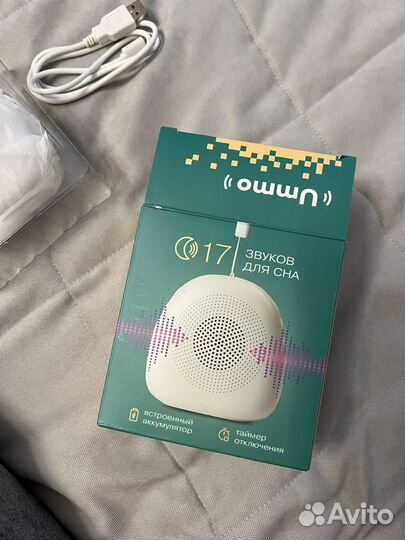 Ummo
17 ЗВУКОВ
ДЛЯ СНА
встроенный
аккумулятор
таймер
отключения
Avito